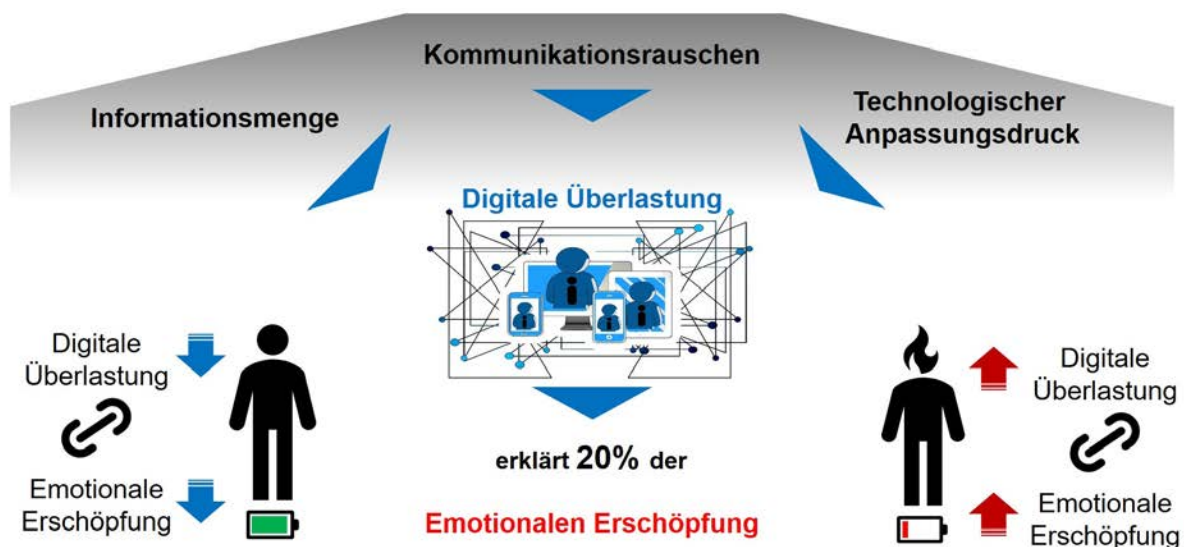 Kommunikationsrauschen
Informationsmenge
Technologischer
Anpassungsdruck
Digitale Überlastung
Digitale
Überlastung
Emotionale
Erschöpfung
erklärt 20% der
Emotionalen Erschöpfung
Digitale
Überlastung
Emotionale
Erschöpfung